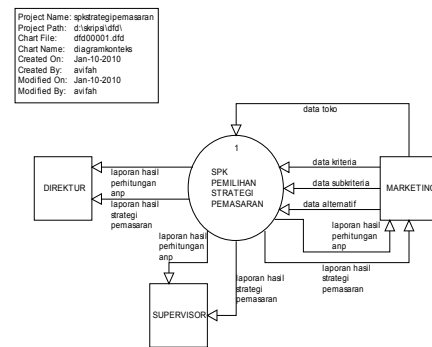 Project Name: spkstrategipemasaran
Project Path: d:\skripsi\dfd\
Chart File: dfd00001.dfd
Chart Name: diagramkonteks
Created On: Jan-10-2010
Created By: avifah
Modified On: Jan-10-2010
Modified By: avifah
data toko
1
SPK
PEMILIHAN
STRATEGI
PEMASARAN
DIREKTUR
laporan hasil
perhitungan
anp
laporan hasil
strategi
pemasaran
data kriteria
data subkriteria
data alternatif
MARKETING
laporan hasil
perhitungan
anp
laporan hasil
strategi
pemasaran
laporan hasil
perhitungan
anp
laporan hasil
strategi
pemasaran
SUPERVISOR